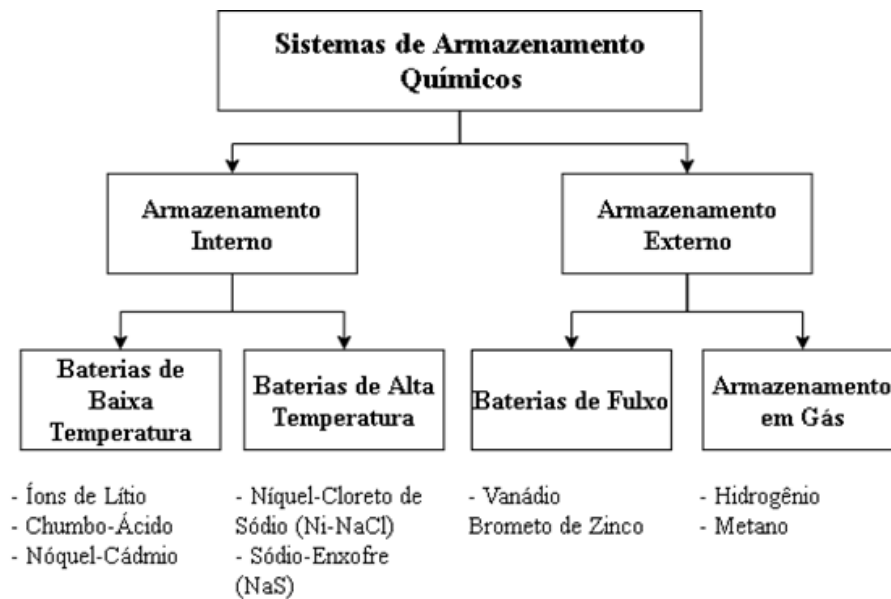 Sistemas de Armazenamento
Químicos
Armazenamento
Interno
Armazenamento
Externo
Baterias de
Baixa
Temperatura
Baterias de Alta
Temperatura
Baterias de Fulxo
Armazenamento
em Gás
- Íons de Lítio
- Chumbo-Ácido
- Nóquel-Cádmio
- Níquel-Cloreto de
Sódio (Ni-NaCl)
- Sódio-Enxofre
(NaS)
- Vanádio
Brometo de Zinco
- Hidrogênio
- Metano